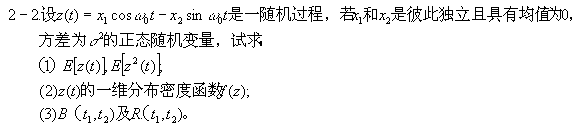 2-2.设z(t) = x₁ cos ω₀t - x₂ sin ω₀t是一随机过程，若x₁和x₂是彼此独立且具有均值为0,
方差为σ²的正态随机变量，试求
(1) E[z(t)],E[z²(t)],
(2)z(t)的一维分布密度函数f(z);
(3)B（t₁,t₂）及R（t₁,t₂）。